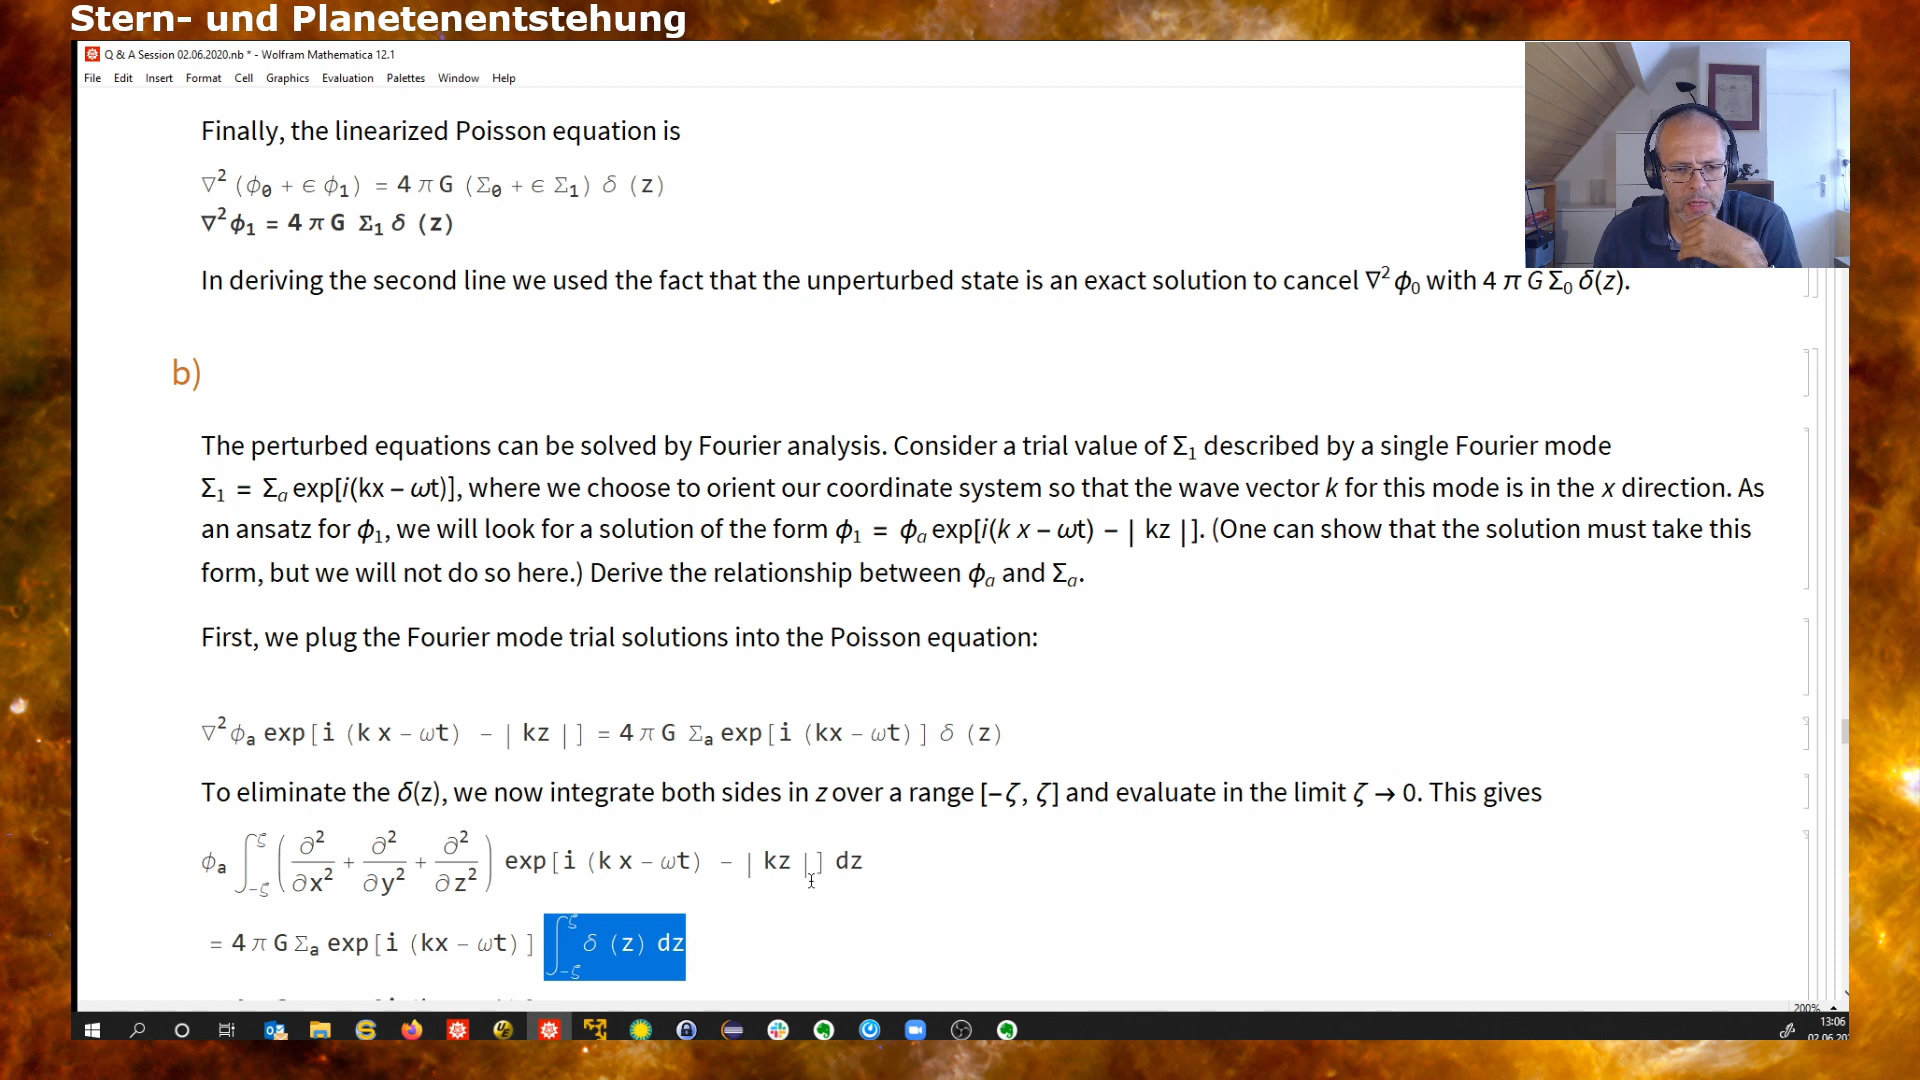 Stern- und Planetenentstehung
Q & A Session 02.06.2020.nb * - Wolfram Mathematica 12.1
File Edit Insert Format Cell Graphics Evaluation Palettes Window Help
Finally, the linearized Poisson equation is
∇² (ϕ₀ + ϵ ϕ₁) = 4 π G (Σ₀ + ϵ Σ₁) δ (z)
∇²ϕ₁ = 4 π G Σ₁ δ (z)
In deriving the second line we used the fact that the unperturbed state is an exact solution to cancel ∇² ϕ₀ with 4 π G Σ₀ δ(z).
b)
The perturbed equations can be solved by Fourier analysis. Consider a trial value of Σ₁ described by a single Fourier mode
Σ₁ = Σₐ exp[i(kx – ωt)], where we choose to orient our coordinate system so that the wave vector k for this mode is in the x direction. As
an ansatz for ϕ₁, we will look for a solution of the form ϕ₁ = ϕₐ exp[i(k x – ωt) – | kz |]. (One can show that the solution must take this
form, but we will not do so here.) Derive the relationship between ϕₐ and Σₐ.
First, we plug the Fourier mode trial solutions into the Poisson equation:
∇²ϕₐ exp[i (k x – ωt) – | kz |] = 4 π G Σₐ exp[i (kx – ωt)] δ (z)
To eliminate the δ(z), we now integrate both sides in z over a range [–ζ, ζ] and evaluate in the limit ζ → 0. This gives
ϕₐ ∫_{-ζ}^{ζ} (∂²/∂x² + ∂²/∂y² + ∂²/∂z²) exp[i (k x – ωt) – | kz |] dz
= 4 π G Σₐ exp[i (kx – ωt)] ∫_{-ζ}^{ζ} δ (z) dz
200%
13:06